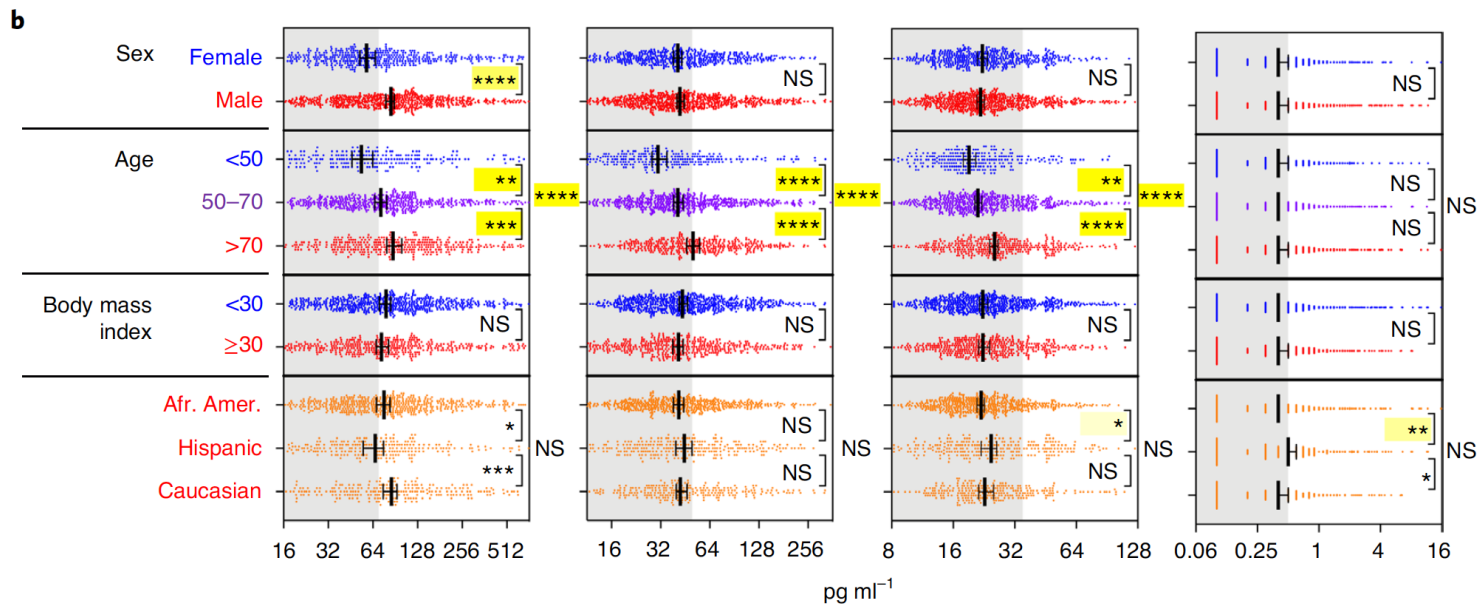 b
Sex Female
**** NS NS NS
Male
Age <50
** **** ** NS
50–70
**** **** **** NS
*** **** **** NS
>70
Body mass
index
<30
NS NS NS NS
≥30
Afr. Amer.
* NS * **
Hispanic
NS NS NS NS
*** NS NS *
Caucasian
16 32 64 128 256 512
16 32 64 128 256
8 16 32 64 128
0.06 0.25 1 4 16
pg ml⁻¹